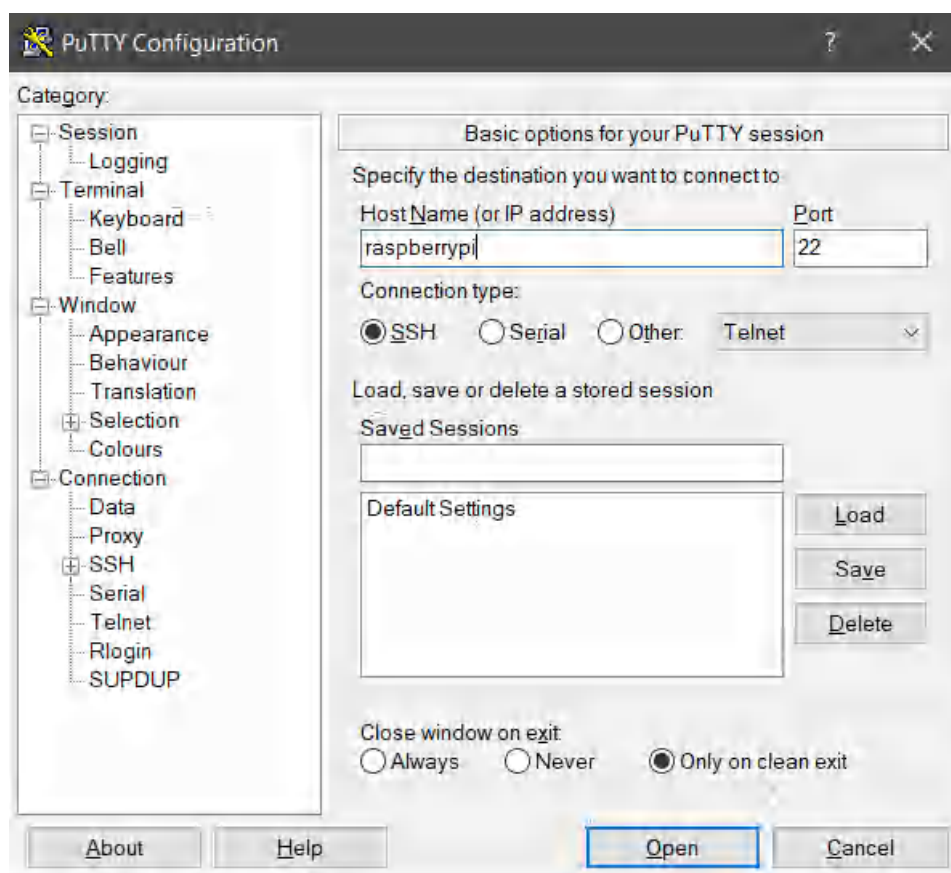 PuTTY Configuration ? ×
Category:
Session
Logging
Terminal
Keyboard
Bell
Features
Window
Appearance
Behaviour
Translation
Selection
Colours
Connection
Data
Proxy
SSH
Serial
Telnet
Rlogin
SUPDUP
Basic options for your PuTTY session
Specify the destination you want to connect to
Host Name (or IP address) Port
raspberrypi 22
Connection type:
SSH Serial Other: Telnet
Load, save or delete a stored session
Saved Sessions
Default Settings
Load
Save
Delete
Close window on exit:
Always Never Only on clean exit
About Help Open Cancel